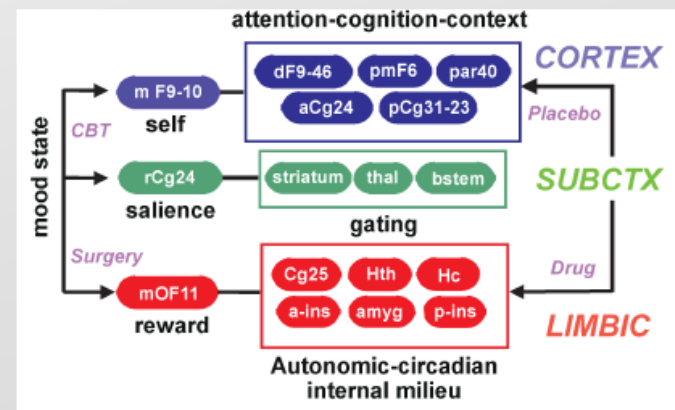 attention-cognition-context
CORTEX
dF9-46 pmF6 par40
m F9-10
aCg24 pCg31-23
Placebo
CBT
self
mood state
rCg24
striatum thal bstem
SUBCTX
salience
gating
Surgery
Cg25 Hth Hc
Drug
mOF11
a-ins amyg p-ins
reward
LIMBIC
Autonomic-circadian
internal milieu